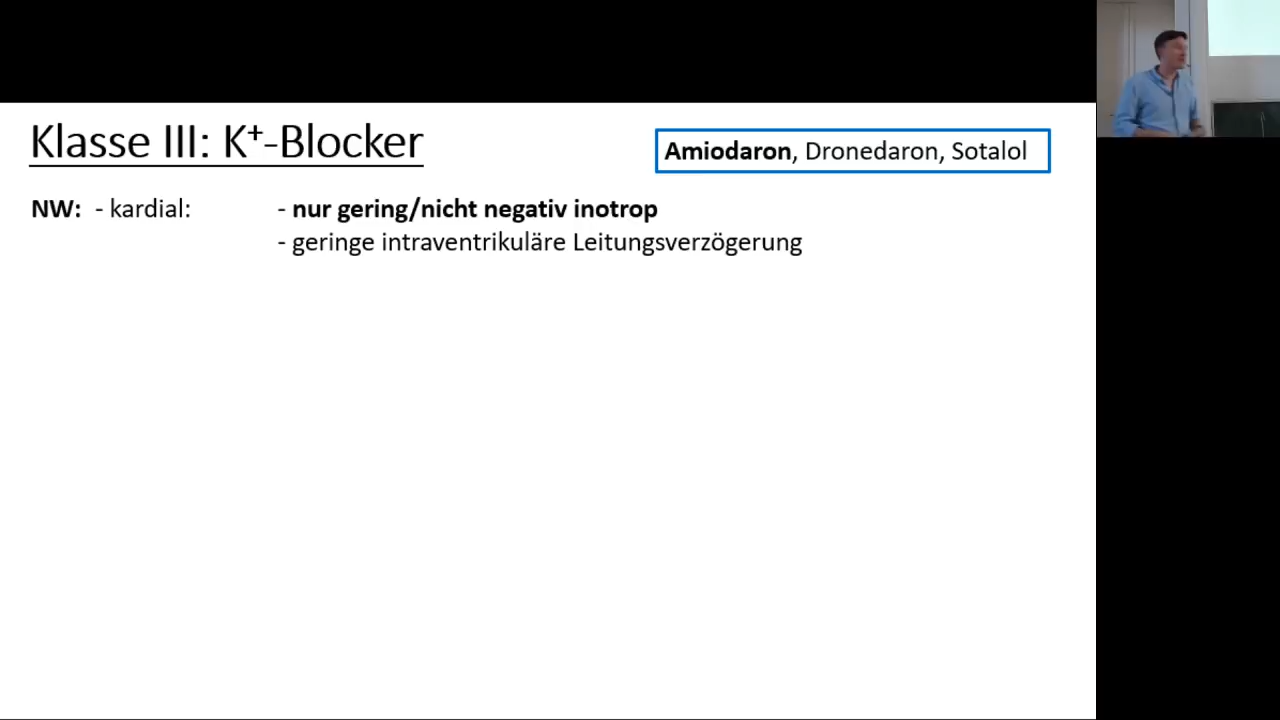 Klasse III: K⁺-Blocker
Amiodaron, Dronedaron, Sotalol
NW: - kardial: - nur gering/nicht negativ inotrop
- geringe intraventrikuläre Leitungsverzögerung